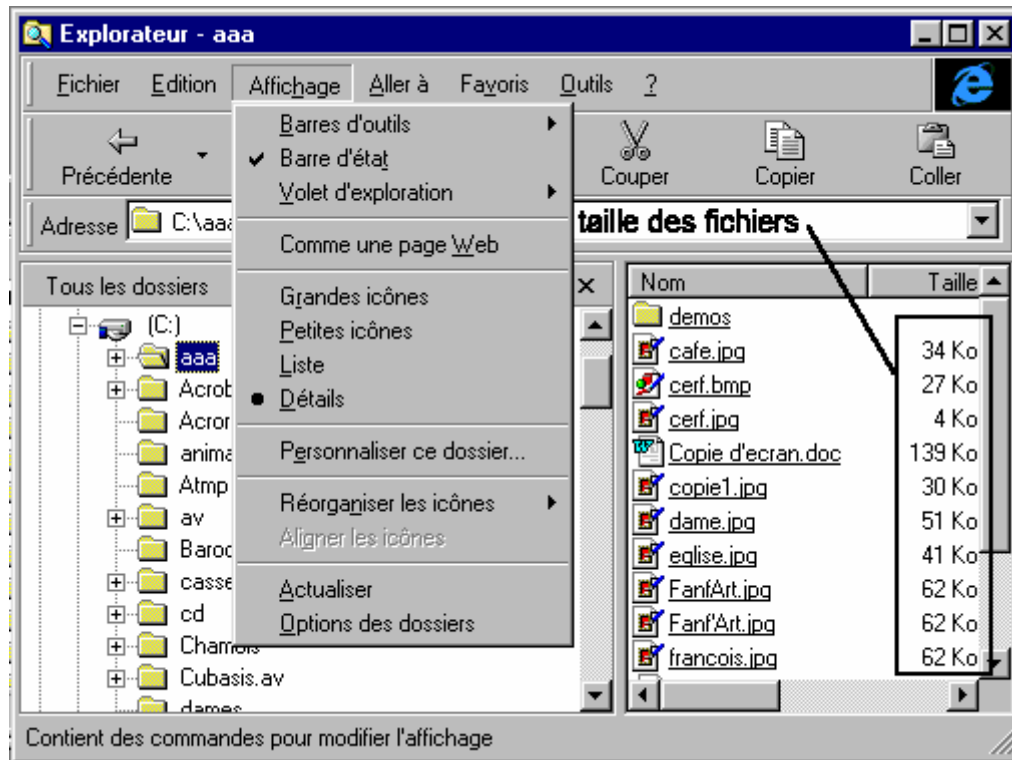 Explorateur - aaa
Fichier Edition Affichage Aller à Favoris Outils ?
Précédente Couper Copier Coller
Adresse C:\aaa
taille des fichiers
Barres d'outils
Barre d'état
Volet d'exploration
Comme une page Web
Grandes icônes
Petites icônes
Liste
Détails
Personnaliser ce dossier...
Réorganiser les icônes
Aligner les icônes
Actualiser
Options des dossiers
Tous les dossiers
(C:)
aaa
Acrob
Acror
anima
Atmp
av
Baroc
casse
cd
Chamois
Cubasis.av
dames
Nom Taille
demos
cafe.jpg 34 Ko
cerf.bmp 27 Ko
cerf.jpg 4 Ko
Copie d'ecran.doc 139 Ko
copie1.jpg 30 Ko
dame.jpg 51 Ko
eglise.jpg 41 Ko
FanfArt.jpg 62 Ko
Fanf'Art.jpg 62 Ko
francois.jpg 62 Ko
Contient des commandes pour modifier l'affichage